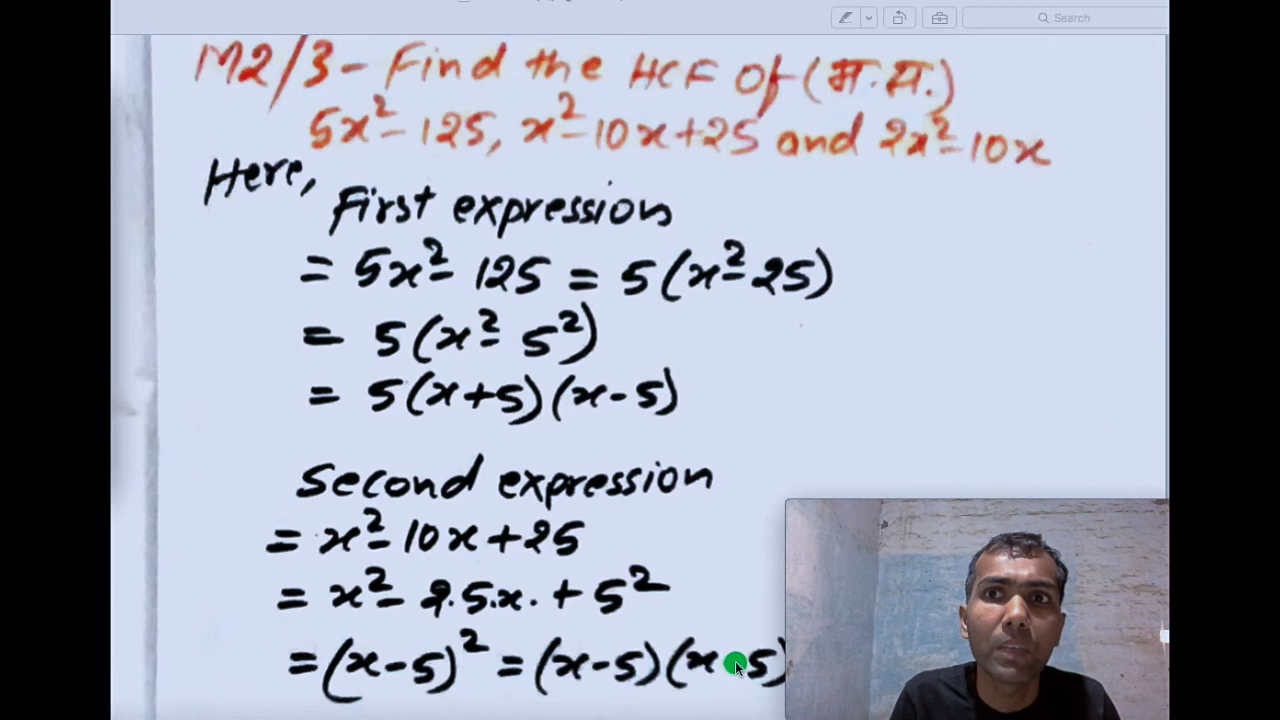 Search
M2/3- Find the HCF Of (म.स.)
5x²-125, x²-10x+25 and 2x²-10x
Here,
First expression
= 5x²- 125 = 5(x²-25)
= 5(x²- 5²)
= 5(x+5)(x-5)
Second expression
= x²-10x+25
= x²- 2.5.x. + 5²
=(x-5)² = (x-5)(x-5)